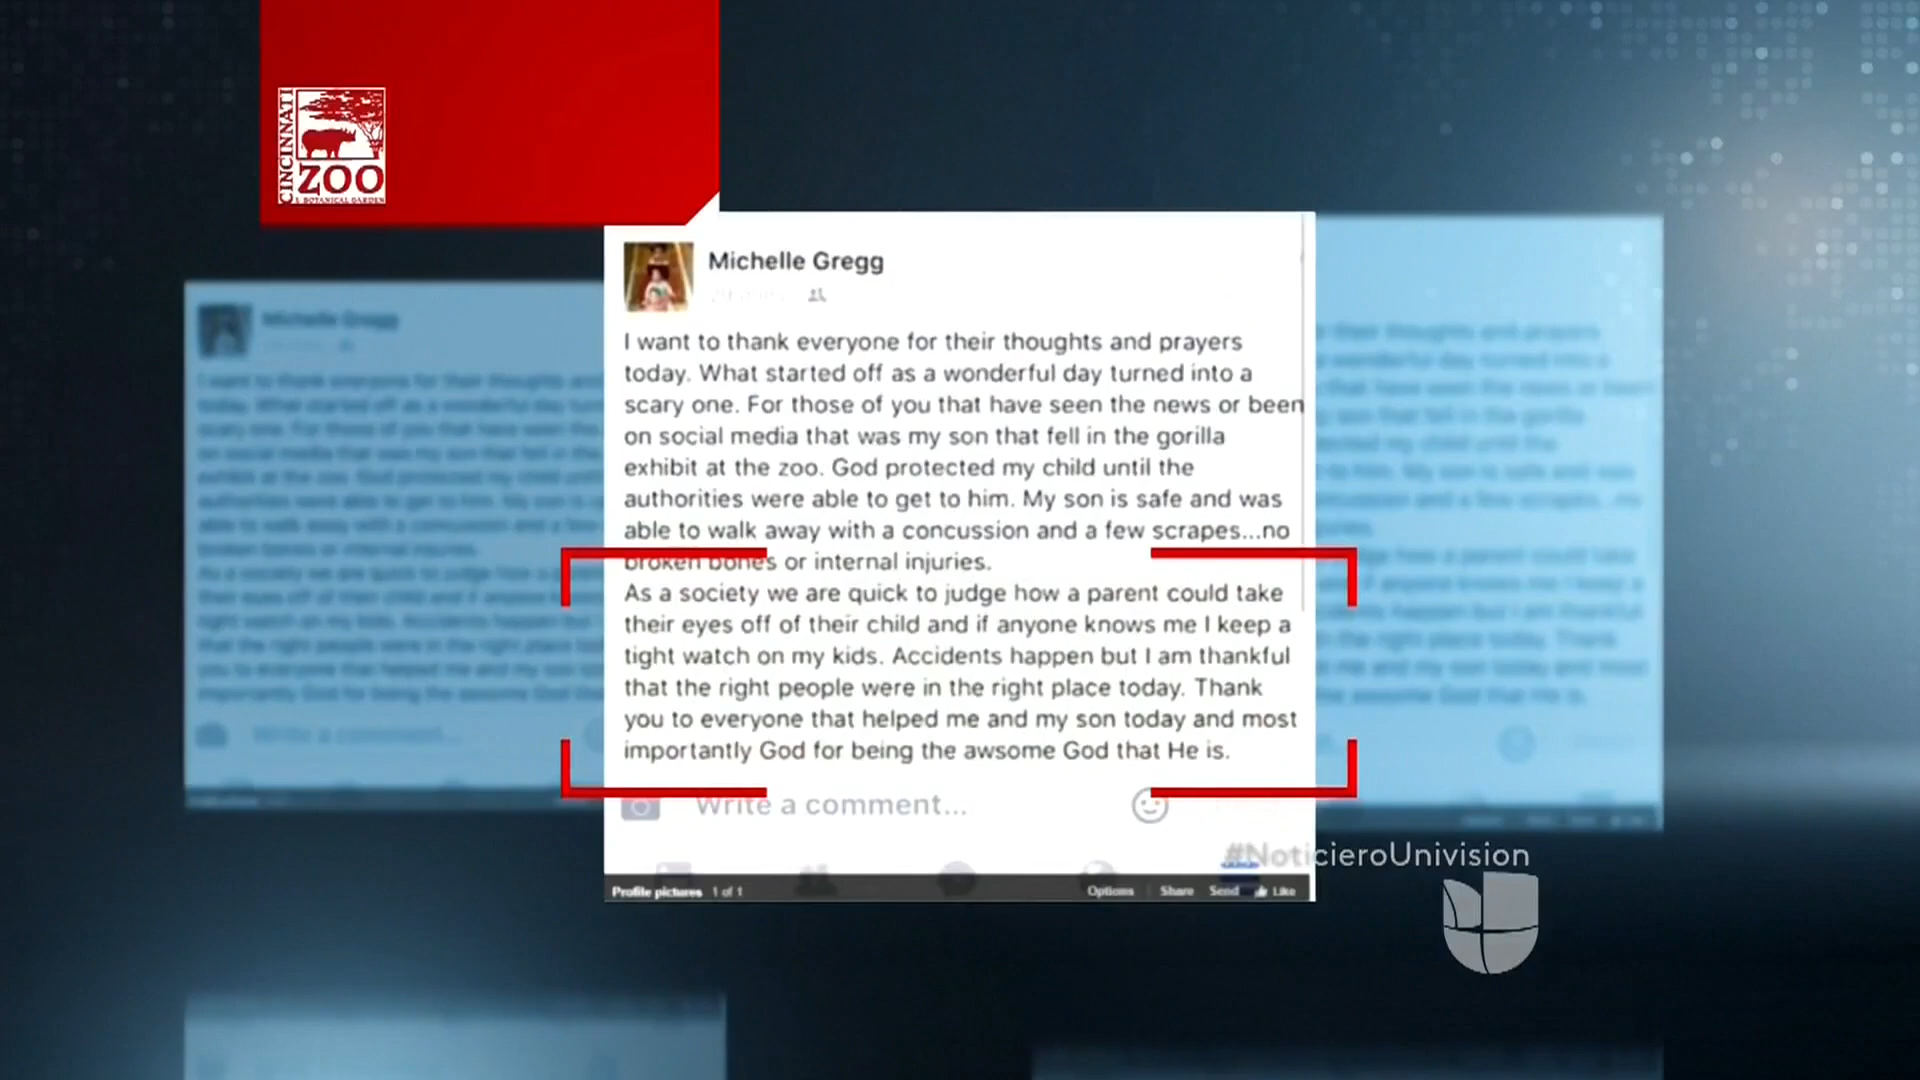 CINCINNATI
ZOO
& BOTANICAL GARDEN
Michelle Gregg
I want to thank everyone for their thoughts and prayers
today. What started off as a wonderful day turned into a
scary one. For those of you that have seen the news or been
on social media that was my son that fell in the gorilla
exhibit at the zoo. God protected my child until the
authorities were able to get to him. My son is safe and was
able to walk away with a concussion and a few scrapes...no
broken bones or internal injuries.
As a society we are quick to judge how a parent could take
their eyes off of their child and if anyone knows me I keep a
tight watch on my kids. Accidents happen but I am thankful
that the right people were in the right place today. Thank
you to everyone that helped me and my son today and most
importantly God for being the awsome God that He is.
Write a comment...
#NoticieroUnivision
Profile pictures 1 of 1 Options Share Send Like